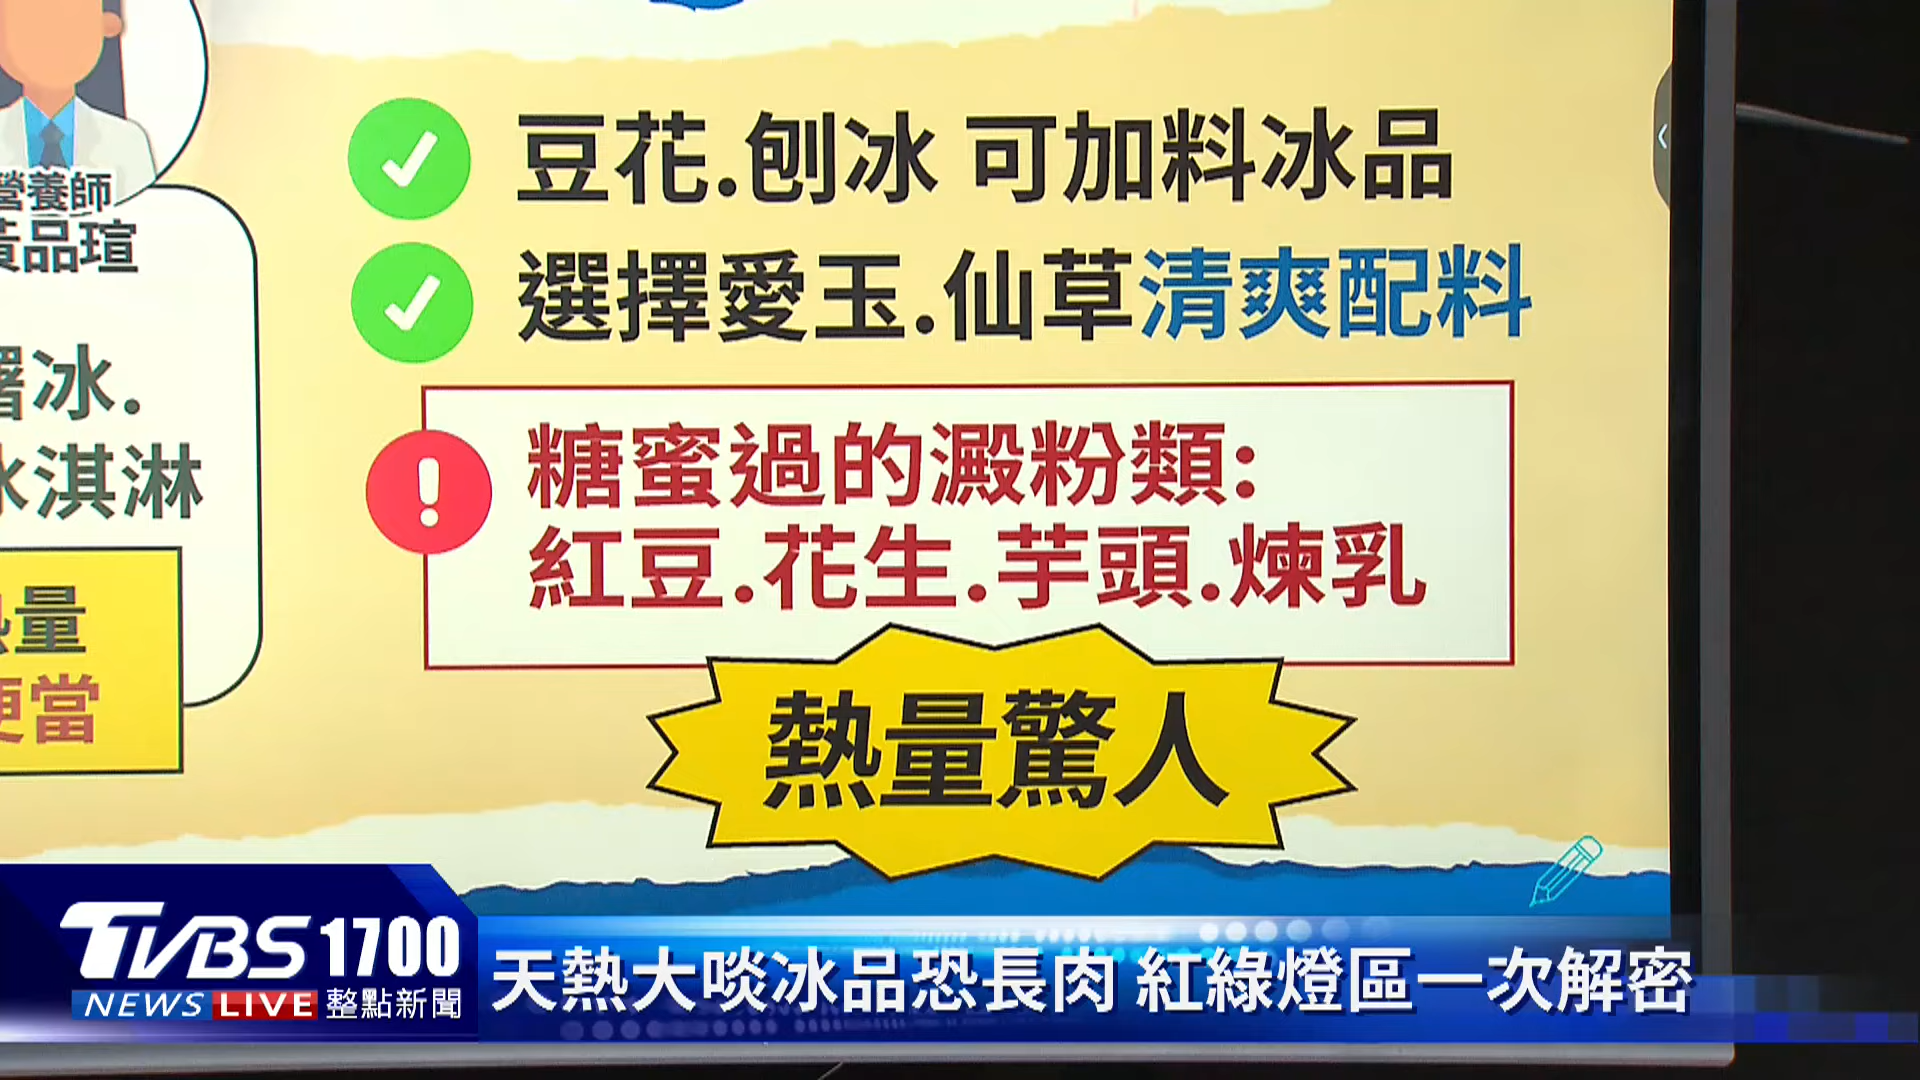 營養師
黃品瑄
薯冰.
冰淇淋
熱量
便當
豆花.刨冰 可加料冰品
選擇愛玉.仙草清爽配料
糖蜜過的澱粉類:
紅豆.花生.芋頭.煉乳
熱量驚人
TVBS 1700
NEWS LIVE 整點新聞
天熱大啖冰品恐長肉 紅綠燈區一次解密